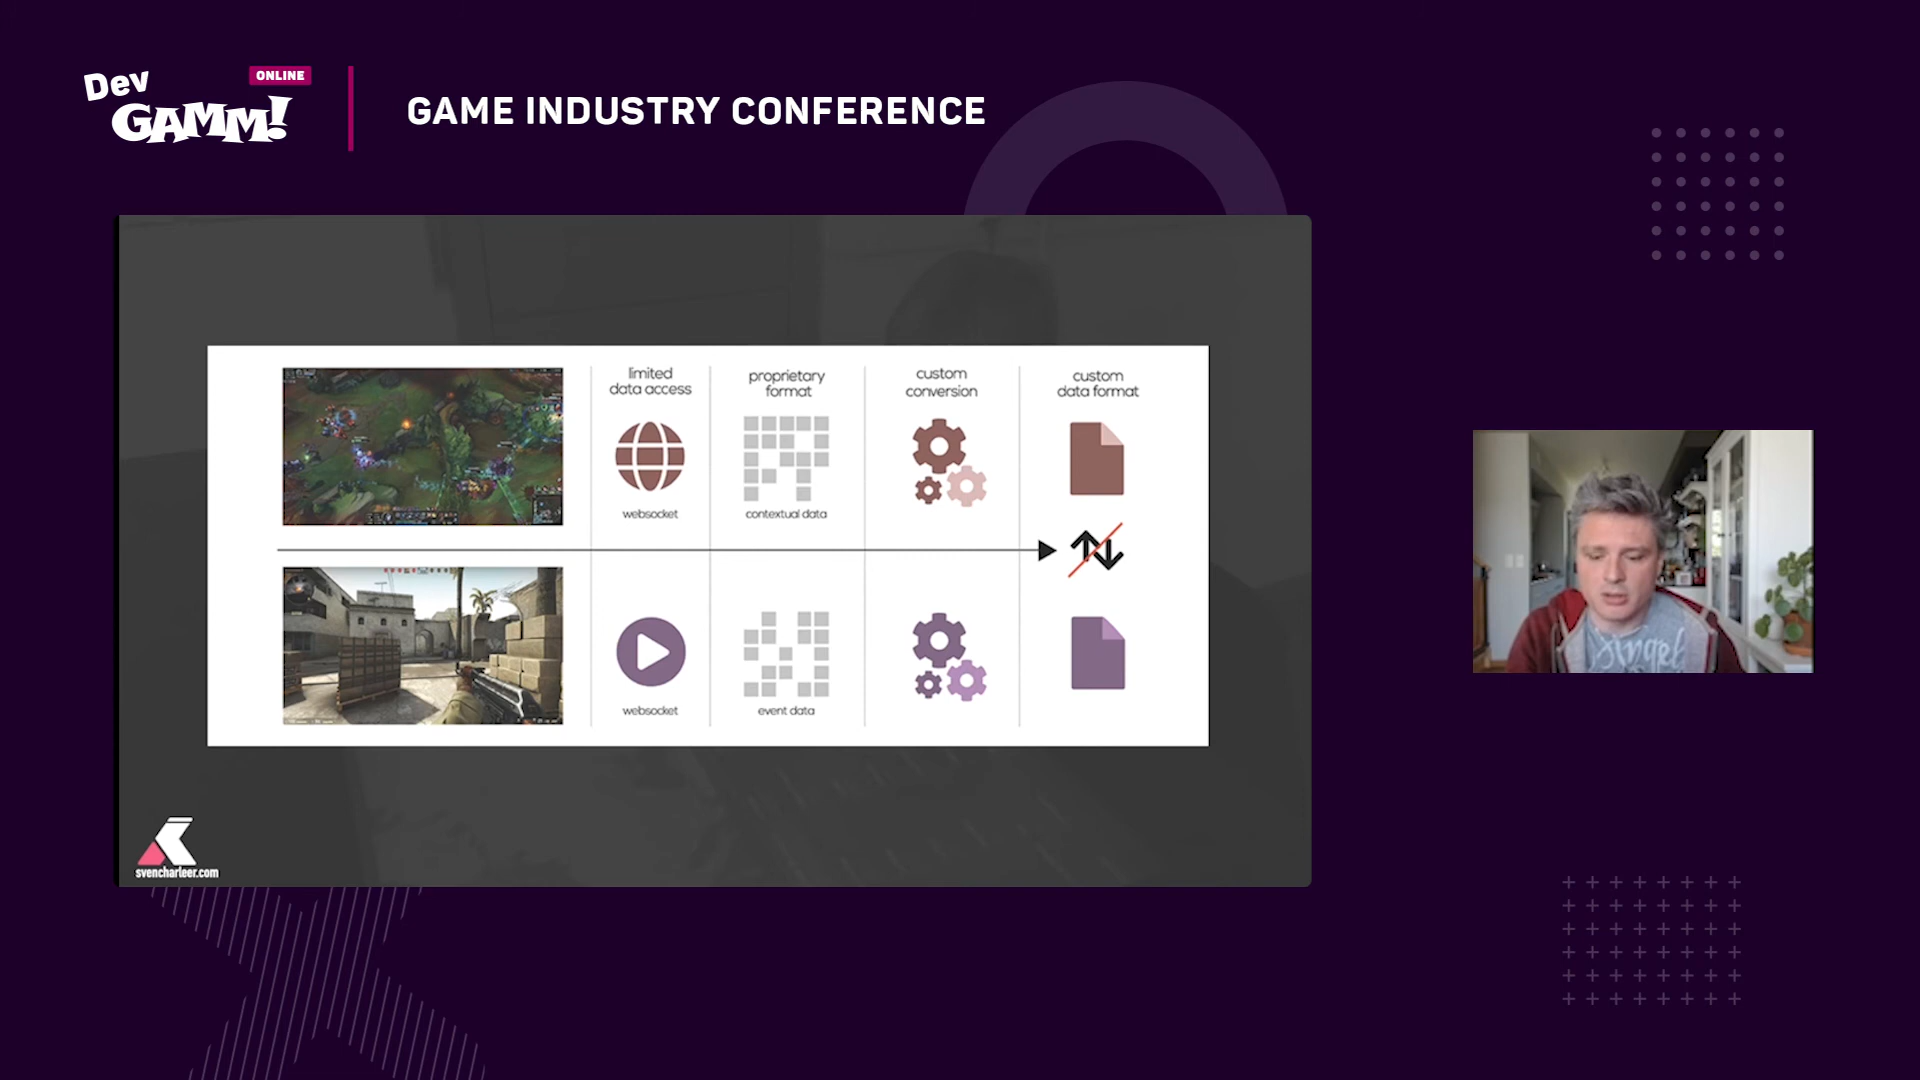 Dev
GAMM!
ONLINE
GAME INDUSTRY CONFERENCE
limited
data access
proprietary
format
custom
conversion
custom
data format
websocket
contextual data
websocket
event data
svencharleer.com